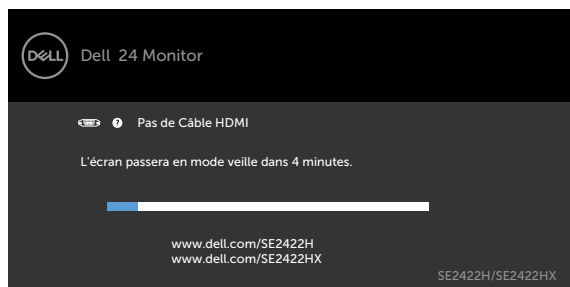 DELL
Dell 24 Monitor
Pas de Câble HDMI
L'écran passera en mode veille dans 4 minutes.
www.dell.com/SE2422H
www.dell.com/SE2422HX
SE2422H/SE2422HX